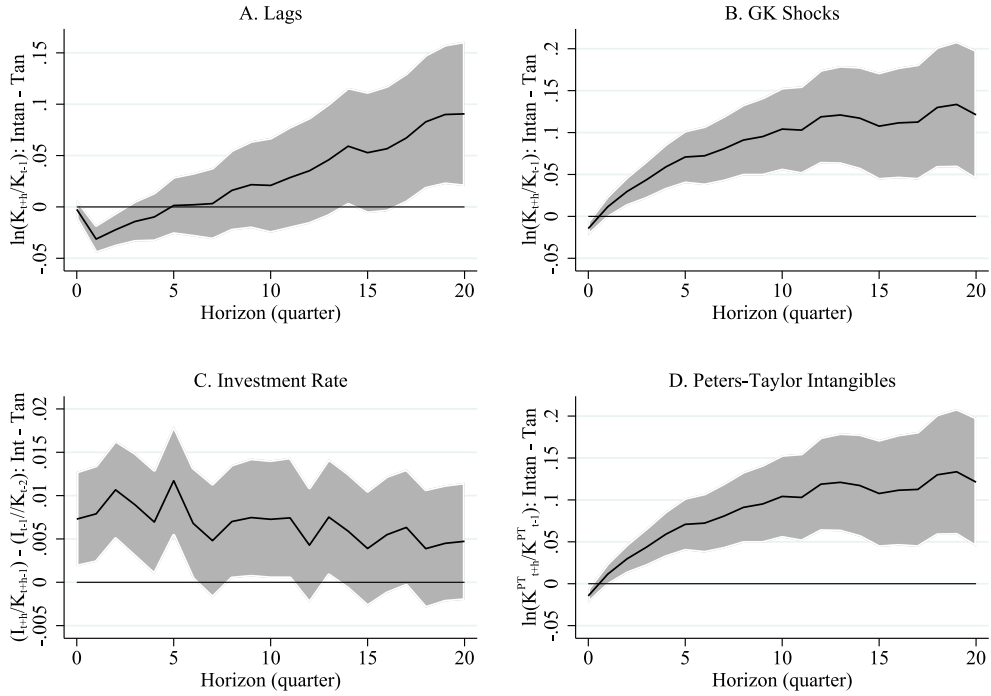 A. Lags
ln(K_{t+h}/K_{t-1}): Intan - Tan
.15
.1
.05
0
-.05
0 5 10 15 20
Horizon (quarter)
B. GK Shocks
ln(K_{t+h}/K_{t-1}): Intan - Tan
.2
.15
.1
.05
0
-.05
0 5 10 15 20
Horizon (quarter)
C. Investment Rate
(I_{t+h}/K_{t+h-1}) - (I_{t-1}//K_{t-2}): Int - Tan
.02
.015
.01
.005
0
-.005
0 5 10 15 20
Horizon (quarter)
D. Peters-Taylor Intangibles
ln(K^{PT}_{t+h}/K^{PT}_{t-1}): Intan - Tan
.2
.15
.1
.05
0
-.05
0 5 10 15 20
Horizon (quarter)